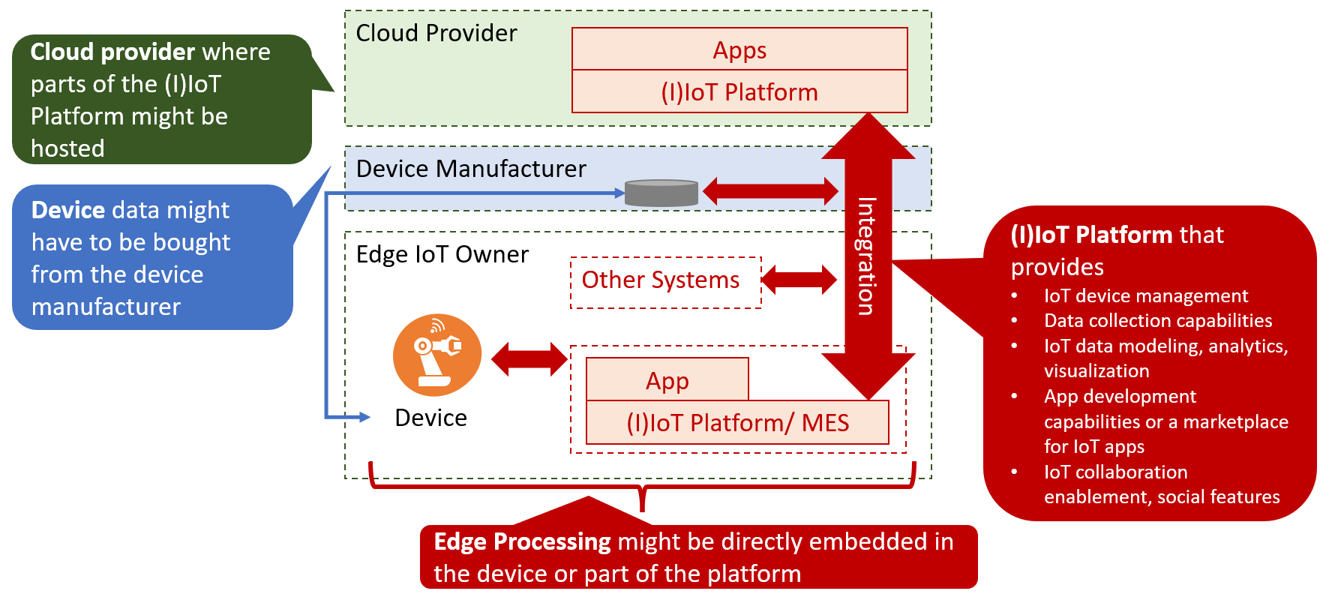 Cloud provider where
parts of the (I)IoT
Platform might be
hosted
Device data might
have to be bought
from the device
manufacturer
Cloud Provider
Apps
(I)IoT Platform
Device Manufacturer
Integration
Edge IoT Owner
Other Systems
Device
App
(I)IoT Platform/ MES
(I)IoT Platform that
provides
• IoT device management
• Data collection capabilities
• IoT data modeling, analytics,
visualization
• App development
capabilities or a marketplace
for IoT apps
• IoT collaboration
enablement, social features
Edge Processing might be directly embedded in
the device or part of the platform